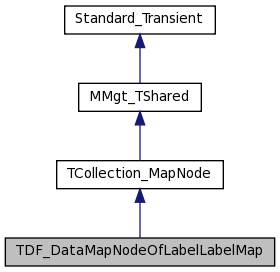 Standard_Transient
MMgt_TShared
TCollection_MapNode
TDF_DataMapNodeOfLabelLabelMap